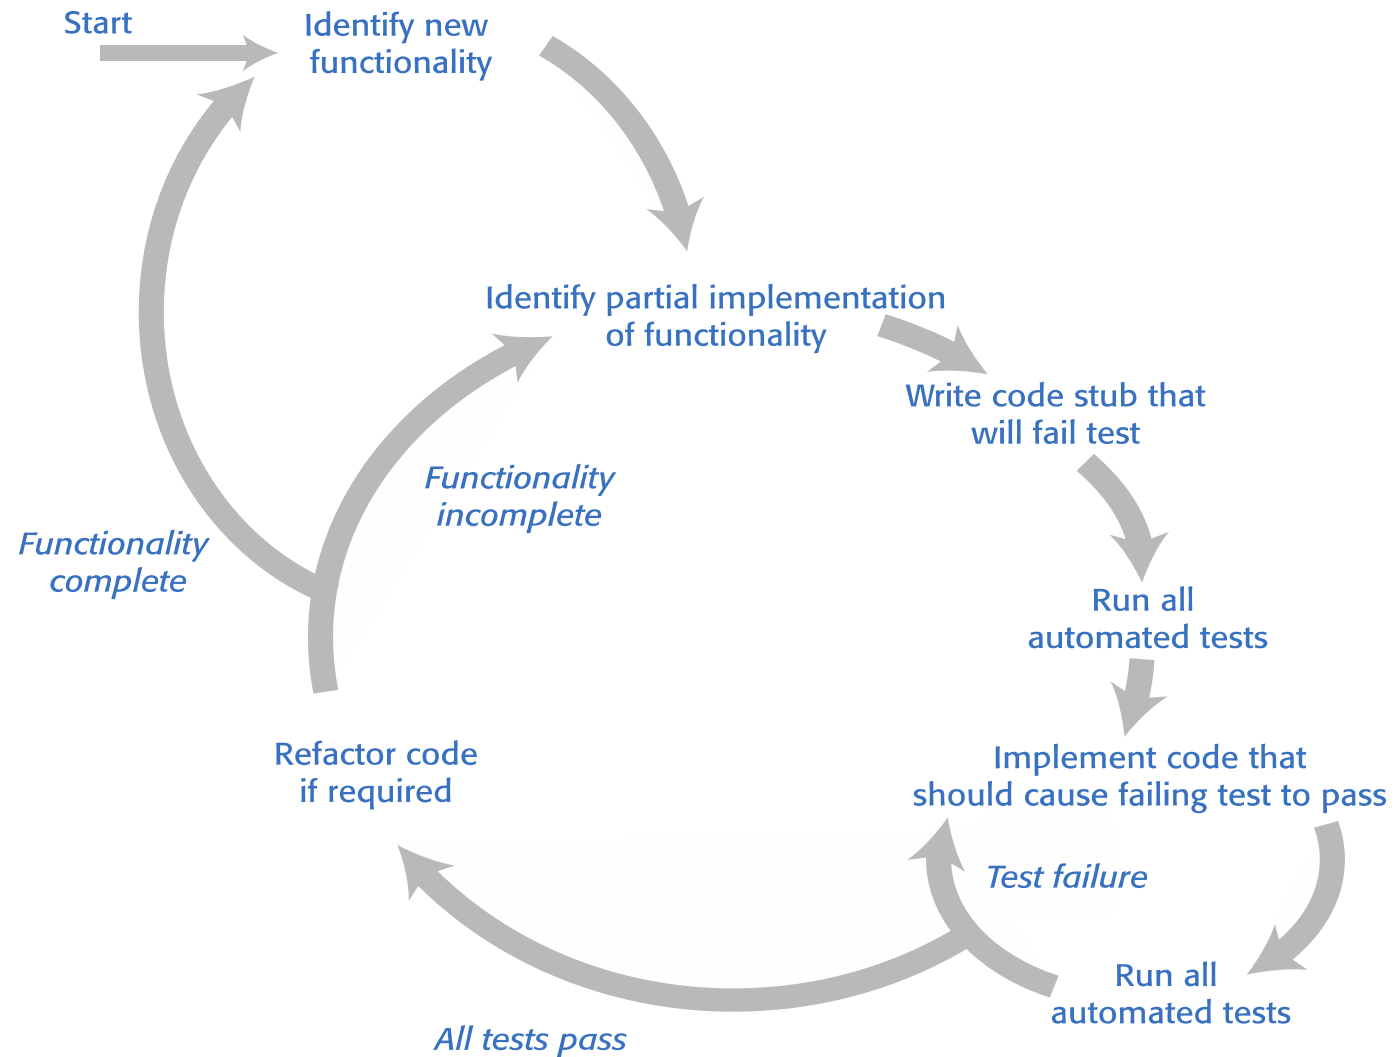 Start
Identify new
functionality
Identify partial implementation
of functionality
Write code stub that
will fail test
Functionality
incomplete
Functionality
complete
Run all
automated tests
Refactor code
if required
Implement code that
should cause failing test to pass
Test failure
Run all
automated tests
All tests pass